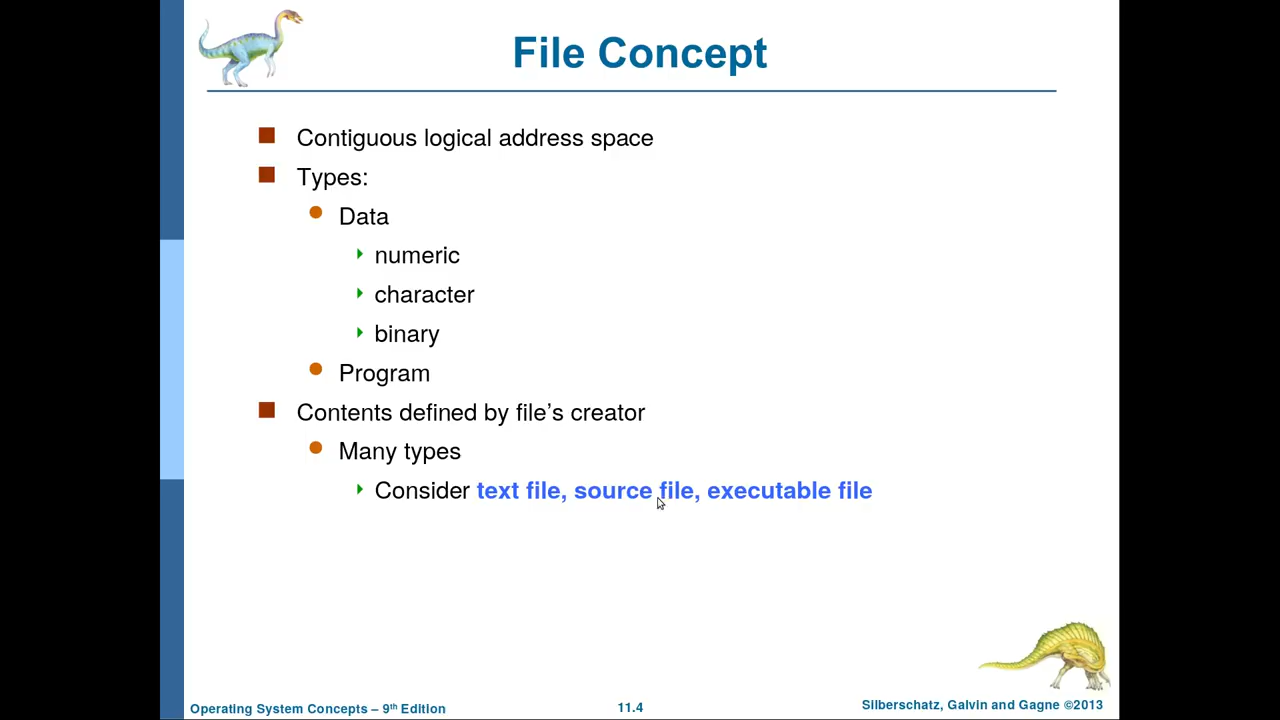 File Concept
Contiguous logical address space
Types:
Data
numeric
character
binary
Program
Contents defined by file’s creator
Many types
Consider text file, source file, executable file
Operating System Concepts – 9th Edition
11.4
Silberschatz, Galvin and Gagne ©2013